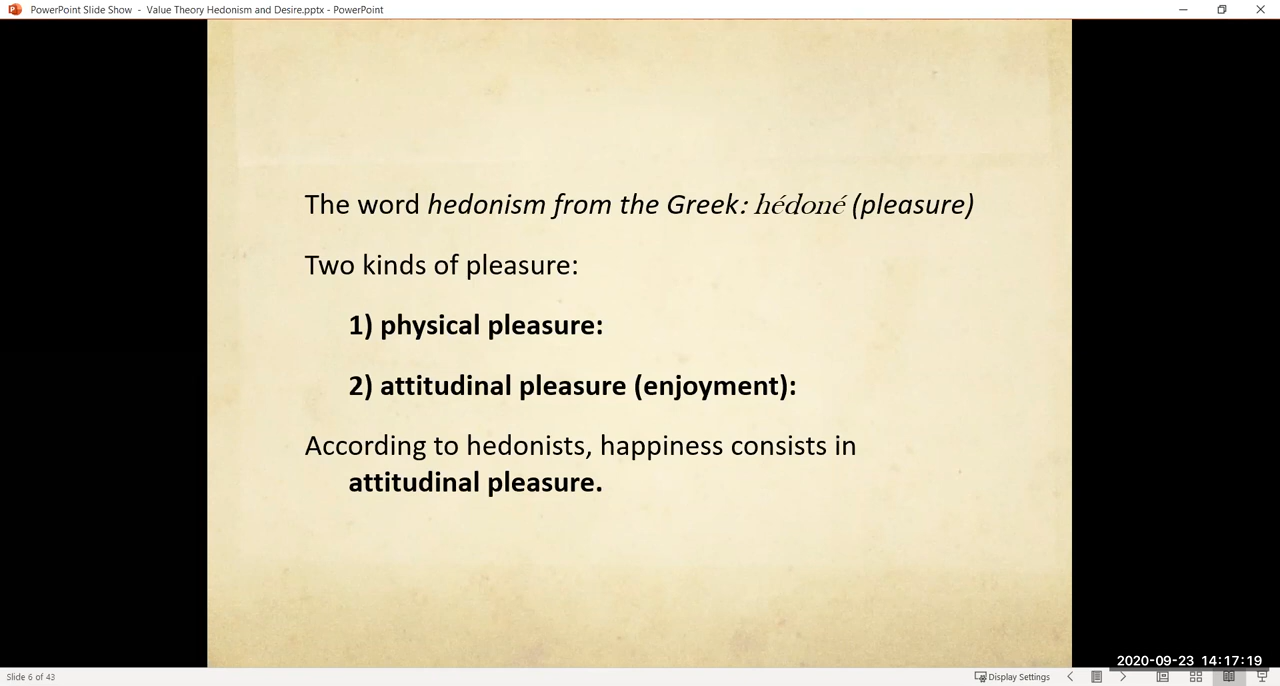 PowerPoint Slide Show - Value Theory Hedonism and Desire.pptx - PowerPoint
The word hedonism from the Greek: hédoné (pleasure)
Two kinds of pleasure:
1) physical pleasure:
2) attitudinal pleasure (enjoyment):
According to hedonists, happiness consists in
attitudinal pleasure.
2020-09-23 14:17:19
Slide 6 of 43
Display Settings